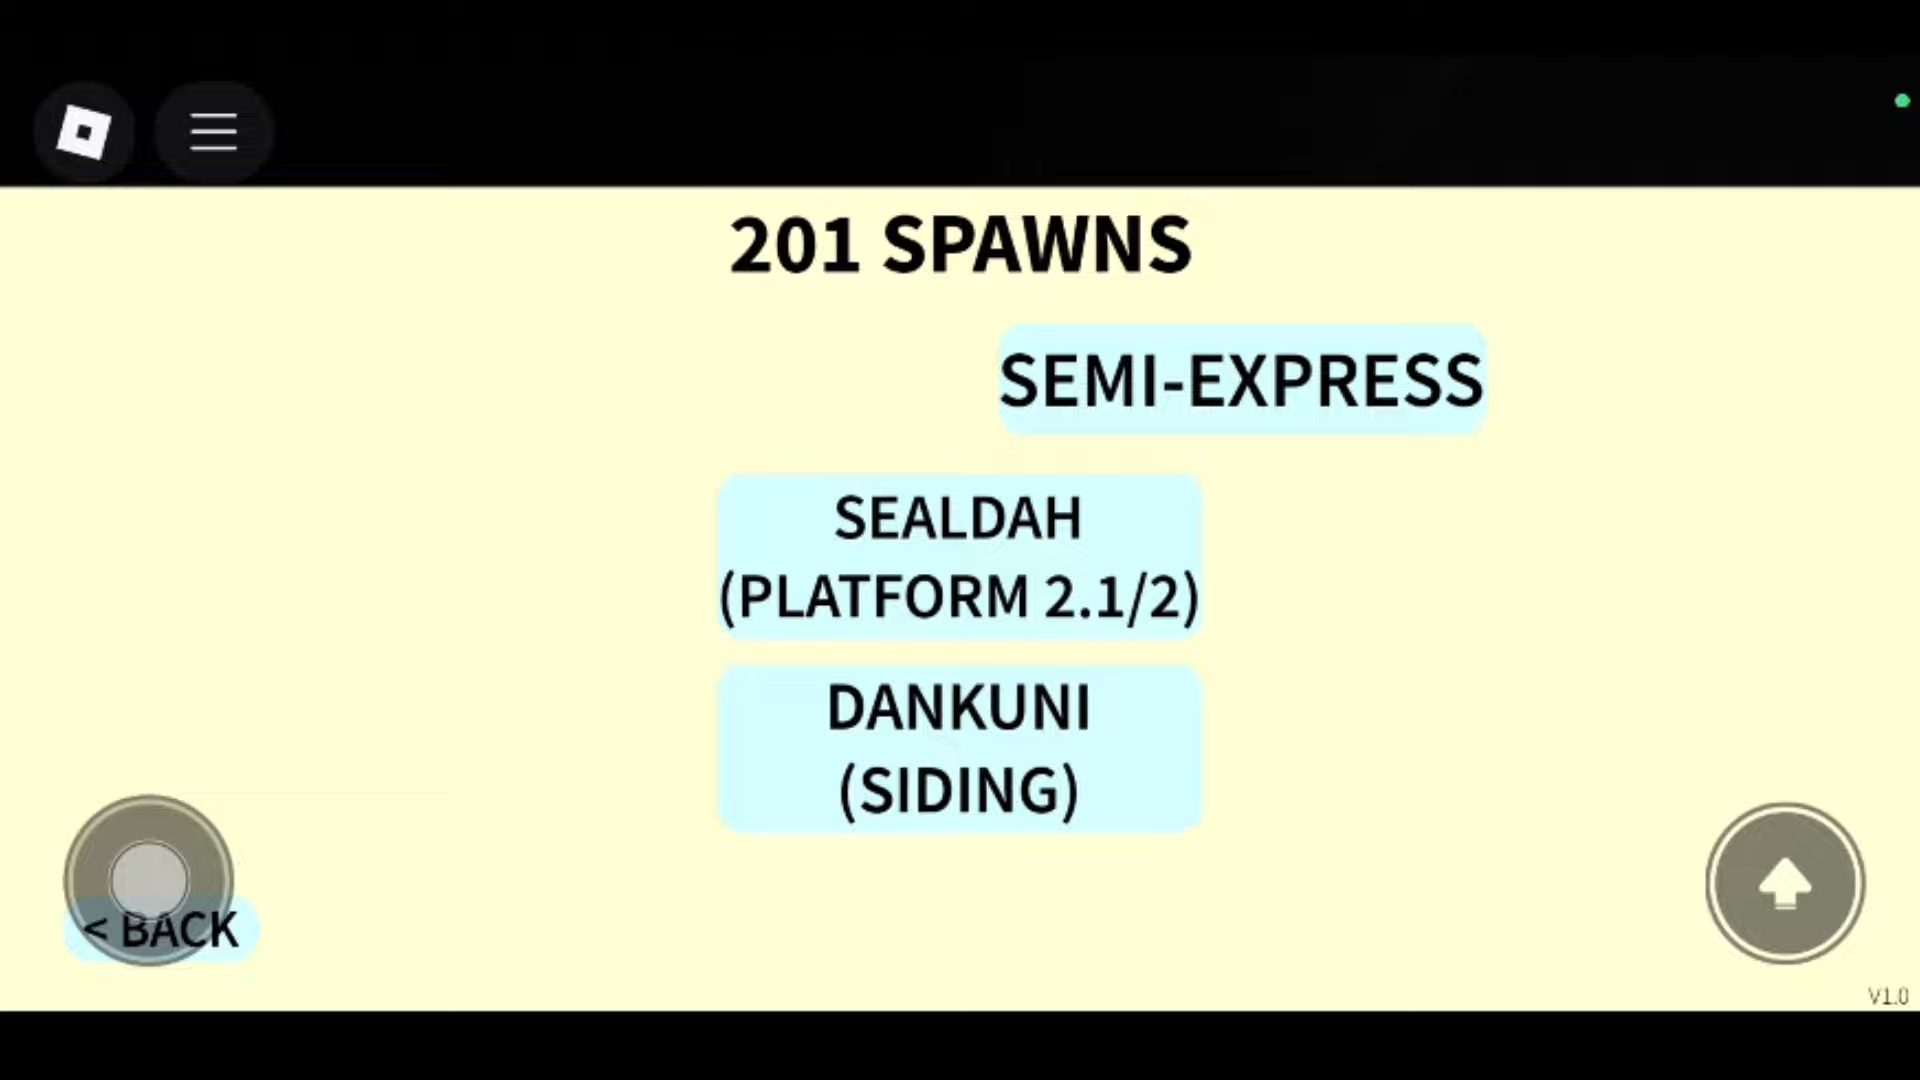 201 SPAWNS
SEMI-EXPRESS
SEALDAH
(PLATFORM 2.1/2)
DANKUNI
(SIDING)
< BACK
V1.0